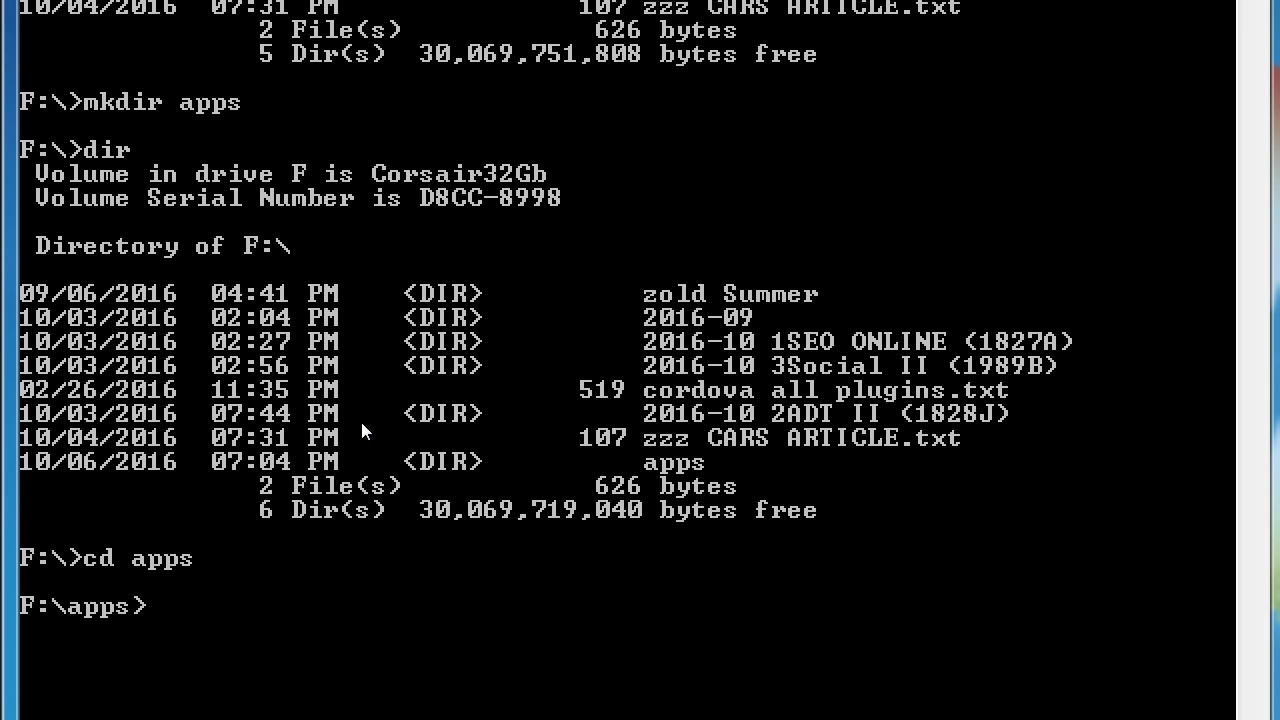 10/04/2016  07:31 PM               107 zzz CARS ARTICLE.txt
               2 File(s)            626 bytes
               5 Dir(s)  30,069,751,808 bytes free
F:\>mkdir apps
F:\>dir
 Volume in drive F is Corsair32Gb
 Volume Serial Number is D8CC-8998
 Directory of F:\
09/06/2016  04:41 PM    <DIR>          zold Summer
10/03/2016  02:04 PM    <DIR>          2016-09
10/03/2016  02:27 PM    <DIR>          2016-10 1SEO ONLINE (1827A)
10/03/2016  02:56 PM    <DIR>          2016-10 3Social II (1989B)
02/26/2016  11:35 PM               519 cordova all plugins.txt
10/03/2016  07:44 PM    <DIR>          2016-10 2ADT II (1828J)
10/04/2016  07:31 PM               107 zzz CARS ARTICLE.txt
10/06/2016  07:04 PM    <DIR>          apps
               2 File(s)            626 bytes
               6 Dir(s)  30,069,719,040 bytes free
F:\>cd apps
F:\apps>